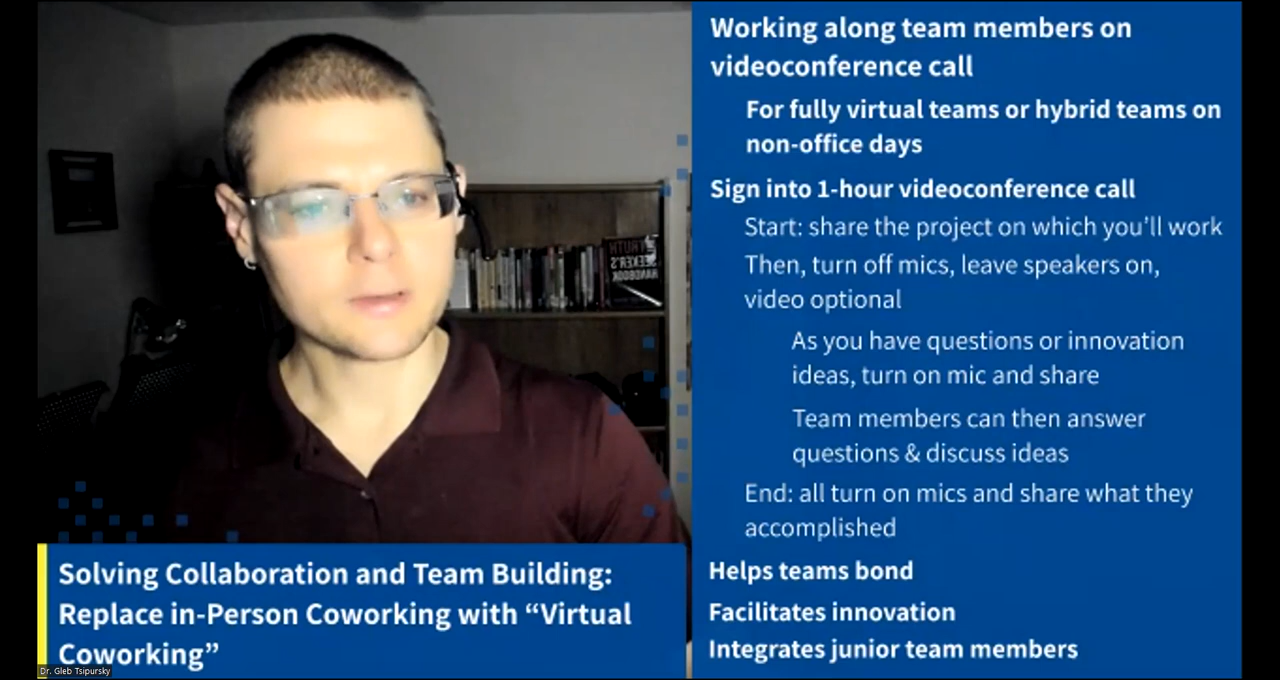 Working along team members on
videoconference call
For fully virtual teams or hybrid teams on
non-office days
Sign into 1-hour videoconference call
Start: share the project on which you'll work
Then, turn off mics, leave speakers on,
video optional
As you have questions or innovation
ideas, turn on mic and share
Team members can then answer
questions & discuss ideas
End: all turn on mics and share what they
accomplished
Helps teams bond
Facilitates innovation
Integrates junior team members
TRUTH
SEEKER'S
HANDBOOK
Solving Collaboration and Team Building:
Replace in-Person Coworking with “Virtual
Coworking”
Dr. Gleb Tsipursky